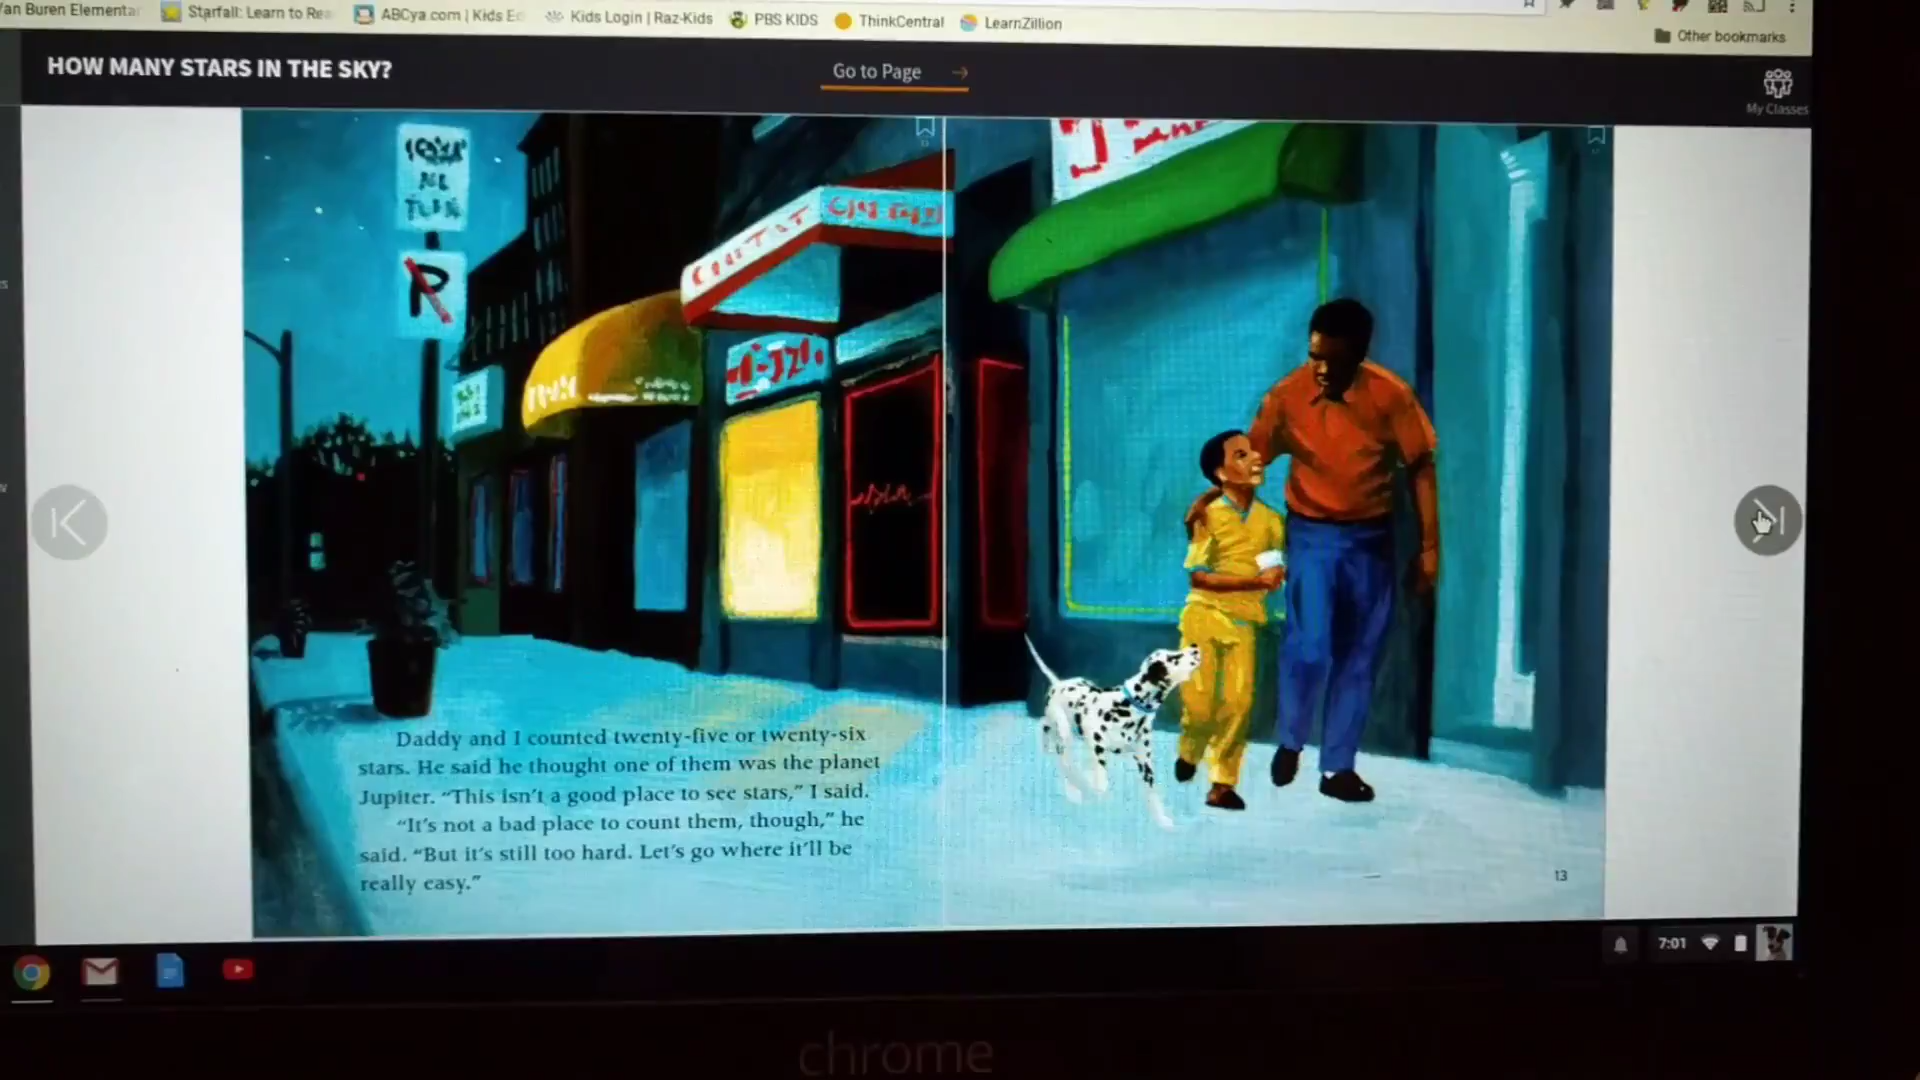 Starfall: Learn to Rea
ABCya.com | Kids E
Kids Login | Raz-Kids
PBS KIDS
ThinkCentral
LearnZillion
Other bookmarks
HOW MANY STARS IN THE SKY?
Go to Page
My Classes
R
Daddy and I counted twenty-five or twenty-six
stars. He said he thought one of them was the planet
Jupiter. “This isn't a good place to see stars,” I said.
“It's not a bad place to count them, though,” he
said. “But it's still too hard. Let's go where it'll be
really easy.”
13
7:01
chrome